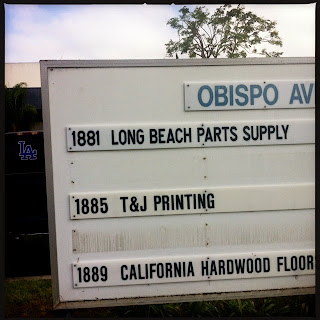 OBISPO AV
1881 LONG BEACH PARTS SUPPLY
LA
1885 T&J PRINTING
1889 CALIFORNIA HARDWOOD FLOOR